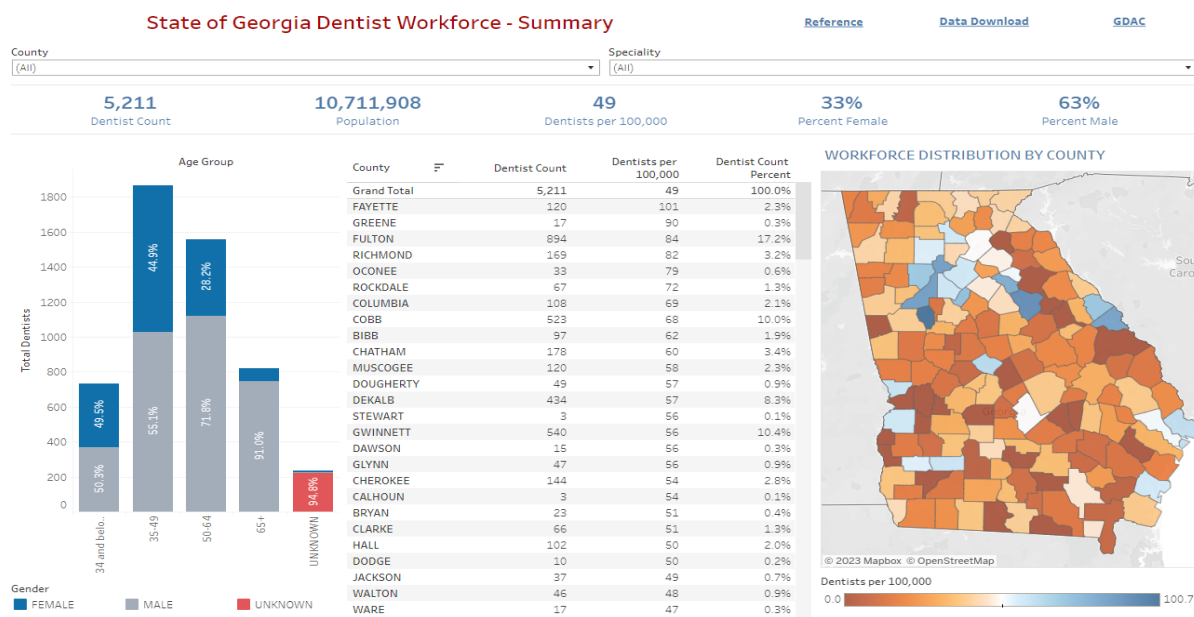 State of Georgia Dentist Workforce - Summary
Reference
Data Download
GDAC
County
(All)
Speciality
(All)
5,211
Dentist Count
10,711,908
Population
49
Dentists per 100,000
33%
Percent Female
63%
Percent Male
Age Group
Total Dentists
1800
1600
1400
1200
1000
800
600
400
200
0
49.5%
50.3%
44.9%
55.1%
28.2%
71.8%
91.0%
94.8%
34 and belo..
35-49
50-64
65+
UNKNOWN
Gender
FEMALE
MALE
UNKNOWN
County Dentist Count Dentists per 100,000 Dentist Count Percent
Grand Total 5,211 49 100.0%
FAYETTE 120 101 2.3%
GREENE 17 90 0.3%
FULTON 894 84 17.2%
RICHMOND 169 82 3.2%
OCONEE 33 79 0.6%
ROCKDALE 67 72 1.3%
COLUMBIA 108 69 2.1%
COBB 523 68 10.0%
BIBB 97 62 1.9%
CHATHAM 178 60 3.4%
MUSCOGEE 120 58 2.3%
DOUGHERTY 49 57 0.9%
DEKALB 434 57 8.3%
STEWART 3 56 0.1%
GWINNETT 540 56 10.4%
DAWSON 15 56 0.3%
GLYNN 47 56 0.9%
CHEROKEE 144 54 2.8%
CALHOUN 3 54 0.1%
BRYAN 23 51 0.4%
CLARKE 66 51 1.3%
HALL 102 50 2.0%
DODGE 10 50 0.2%
JACKSON 37 49 0.7%
WALTON 46 48 0.9%
WARE 17 47 0.3%
WORKFORCE DISTRIBUTION BY COUNTY
Sou
Caro
Georgia
© 2023 Mapbox © OpenStreetMap
Dentists per 100,000
0.0
100.7